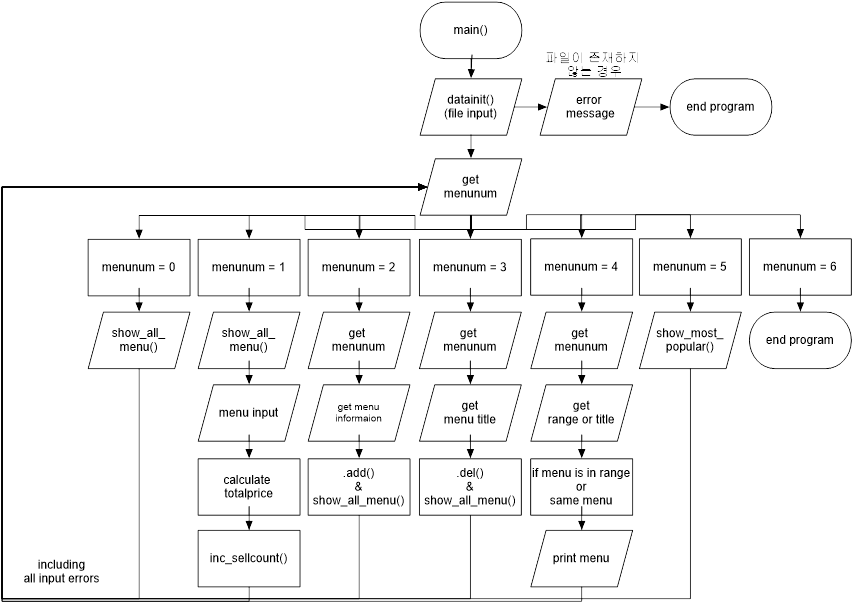 main()
파일이 존재하지
않는 경우
datainit()
(file input)
error
message
end program
get
menunum
menunum = 0
menunum = 1
menunum = 2
menunum = 3
menunum = 4
menunum = 5
menunum = 6
show_all_
menu()
show_all_
menu()
get
menunum
get
menunum
get
menunum
show_most_
popular()
end program
menu input
get menu
informaion
get
menu title
get
range or title
calculate
totalprice
.add()
&
show_all_menu()
.del()
&
show_all_menu()
if menu is in range
or
same menu
inc_sellcount()
print menu
including
all input errors